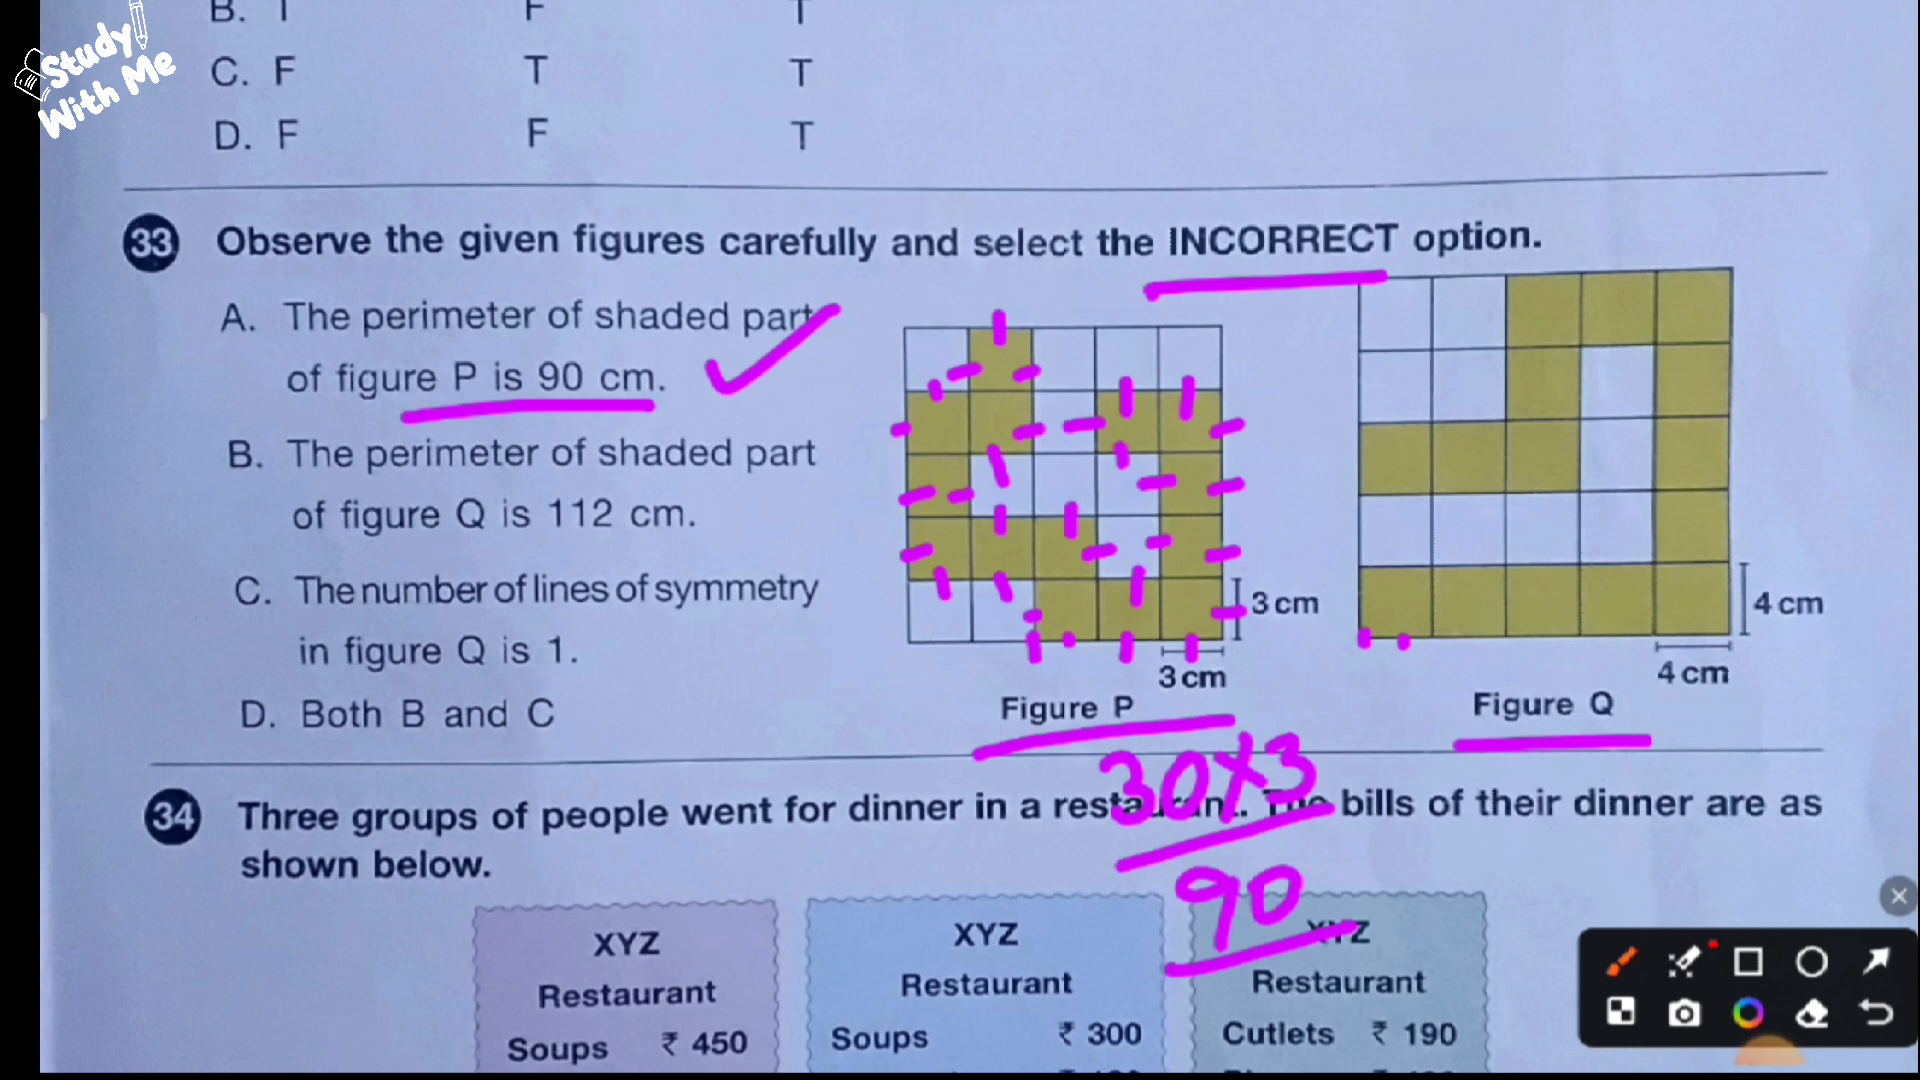 Study
With Me
B. T F T
C. F T T
D. F F T
33 Observe the given figures carefully and select the INCORRECT option.
A. The perimeter of shaded part
of figure P is 90 cm.
B. The perimeter of shaded part
of figure Q is 112 cm.
C. The number of lines of symmetry
in figure Q is 1.
D. Both B and C
3 cm
3 cm
Figure P
4 cm
4 cm
Figure Q
30×3
90
34 Three groups of people went for dinner in a restaurant. The bills of their dinner are as
shown below.
XYZ
Restaurant
Soups ₹ 450
XYZ
Restaurant
Soups ₹ 300
XYZ
Restaurant
Cutlets ₹ 190